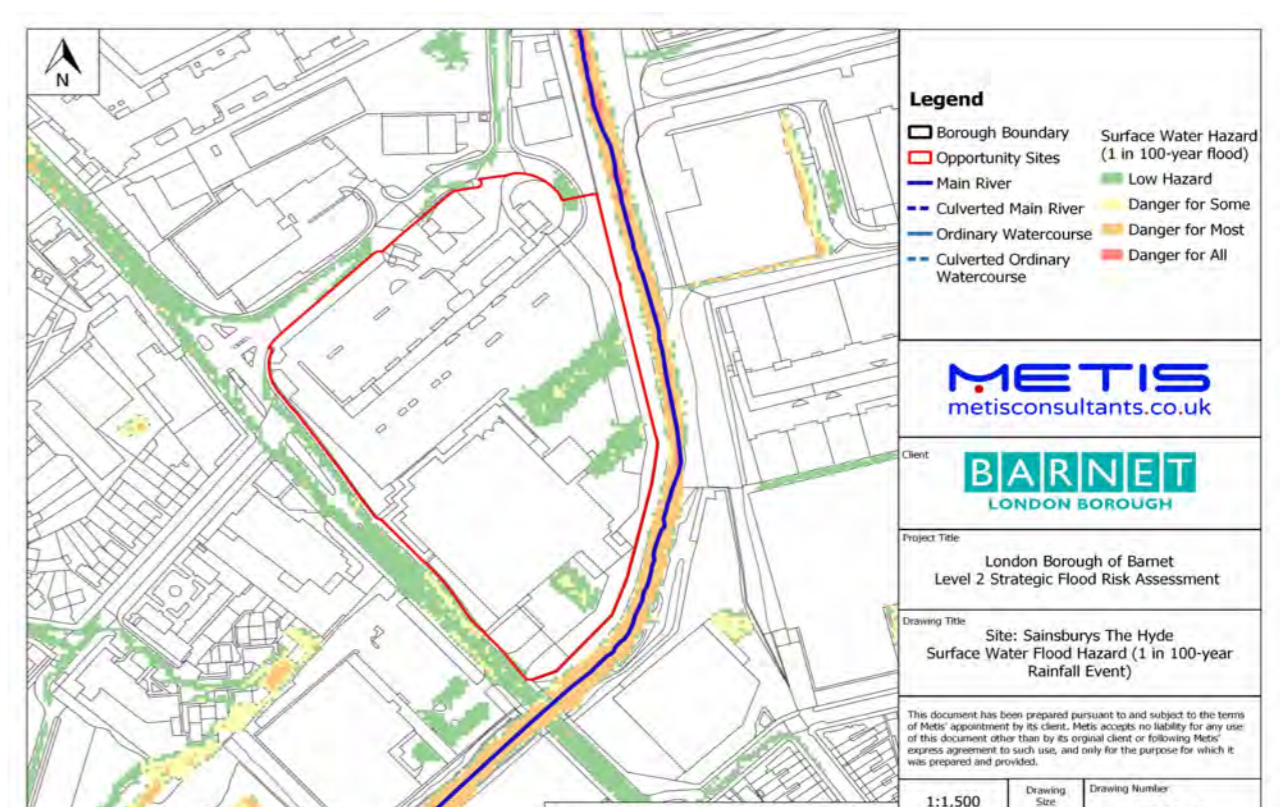 N
Legend
Borough Boundary
Opportunity Sites
Main River
Culverted Main River
Ordinary Watercourse
Culverted Ordinary
Watercourse
Surface Water Hazard
(1 in 100-year flood)
Low Hazard
Danger for Some
Danger for Most
Danger for All
METIS
metisconsultants.co.uk
Client
BARNET
LONDON BOROUGH
Project Title
London Borough of Barnet
Level 2 Strategic Flood Risk Assessment
Drawing Title
Site: Sainsburys The Hyde
Surface Water Flood Hazard (1 in 100-year
Rainfall Event)
This document has been prepared pursuant to and subject to the terms
of Metis' appointment by its client. Metis accepts no liability for any use
of this document other than by its orginal client or following Metis'
express agreement to such use, and only for the purpose for which it
was prepared and provided.
1:1,500
Drawing
Size
Drawing Number